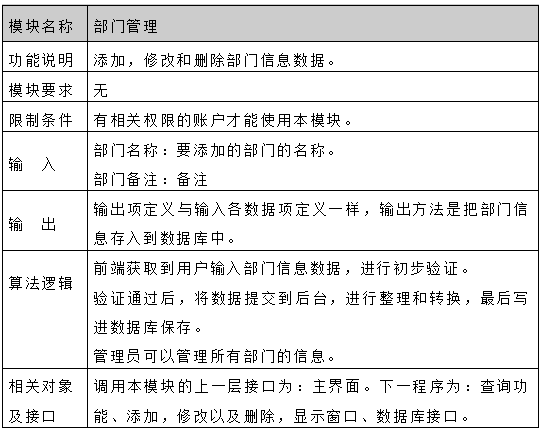 模块名称 部门管理
功能说明 添加，修改和删除部门信息数据。
模块要求 无
限制条件 有相关权限的账户才能使用本模块。
输 入 部门名称：要添加的部门的名称。
部门备注：备注
输 出 输出项定义与输入各数据项定义一样，输出方法是把部门信
息存入到数据库中。
算法逻辑 前端获取到用户输入部门信息数据，进行初步验证。
验证通过后，将数据提交到后台，进行整理和转换，最后写
进数据库保存。
管理员可以管理所有部门的信息。
相关对象 调用本模块的上一层接口为：主界面。下一程序为：查询功
及接口 能、添加，修改以及删除，显示窗口、数据库接口。